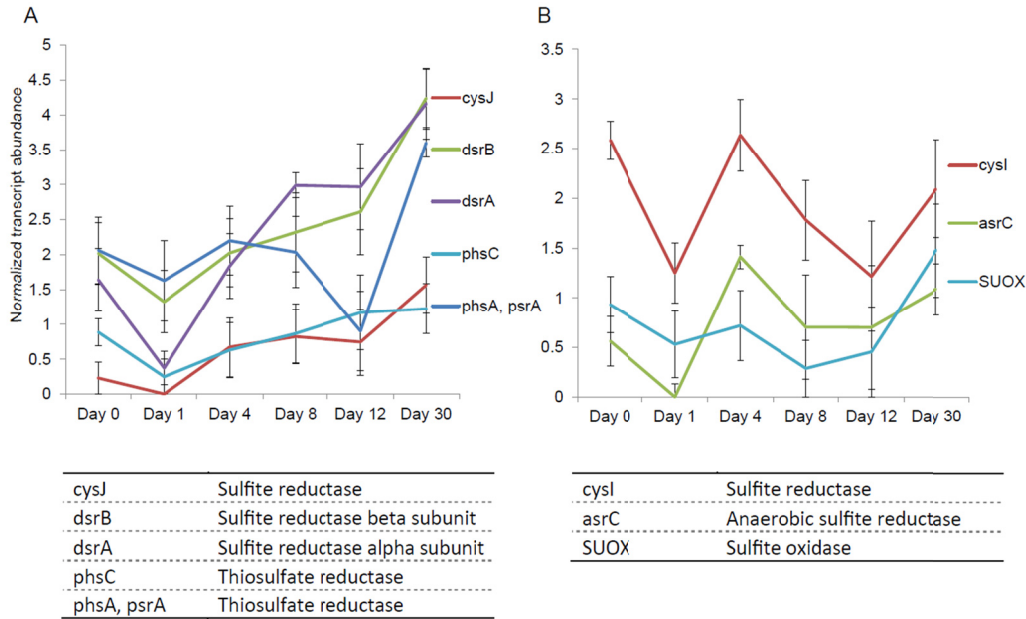 A
Normalized transcript abundance
5
4.5
4
3.5
3
2.5
2
1.5
1
0.5
0
Day 0 Day 1 Day 4 Day 8 Day 12 Day 30
cysJ
dsrB
dsrA
phsC
phsA, psrA
B
3.5
3
2.5
2
1.5
1
0.5
0
Day 0 Day 1 Day 4 Day 8 Day 12 Day 30
cysI
asrC
SUOX
cysJ Sulfite reductase
dsrB Sulfite reductase beta subunit
dsrA Sulfite reductase alpha subunit
phsC Thiosulfate reductase
phsA, psrA Thiosulfate reductase
cysI Sulfite reductase
asrC Anaerobic sulfite reductase
SUOX Sulfite oxidase